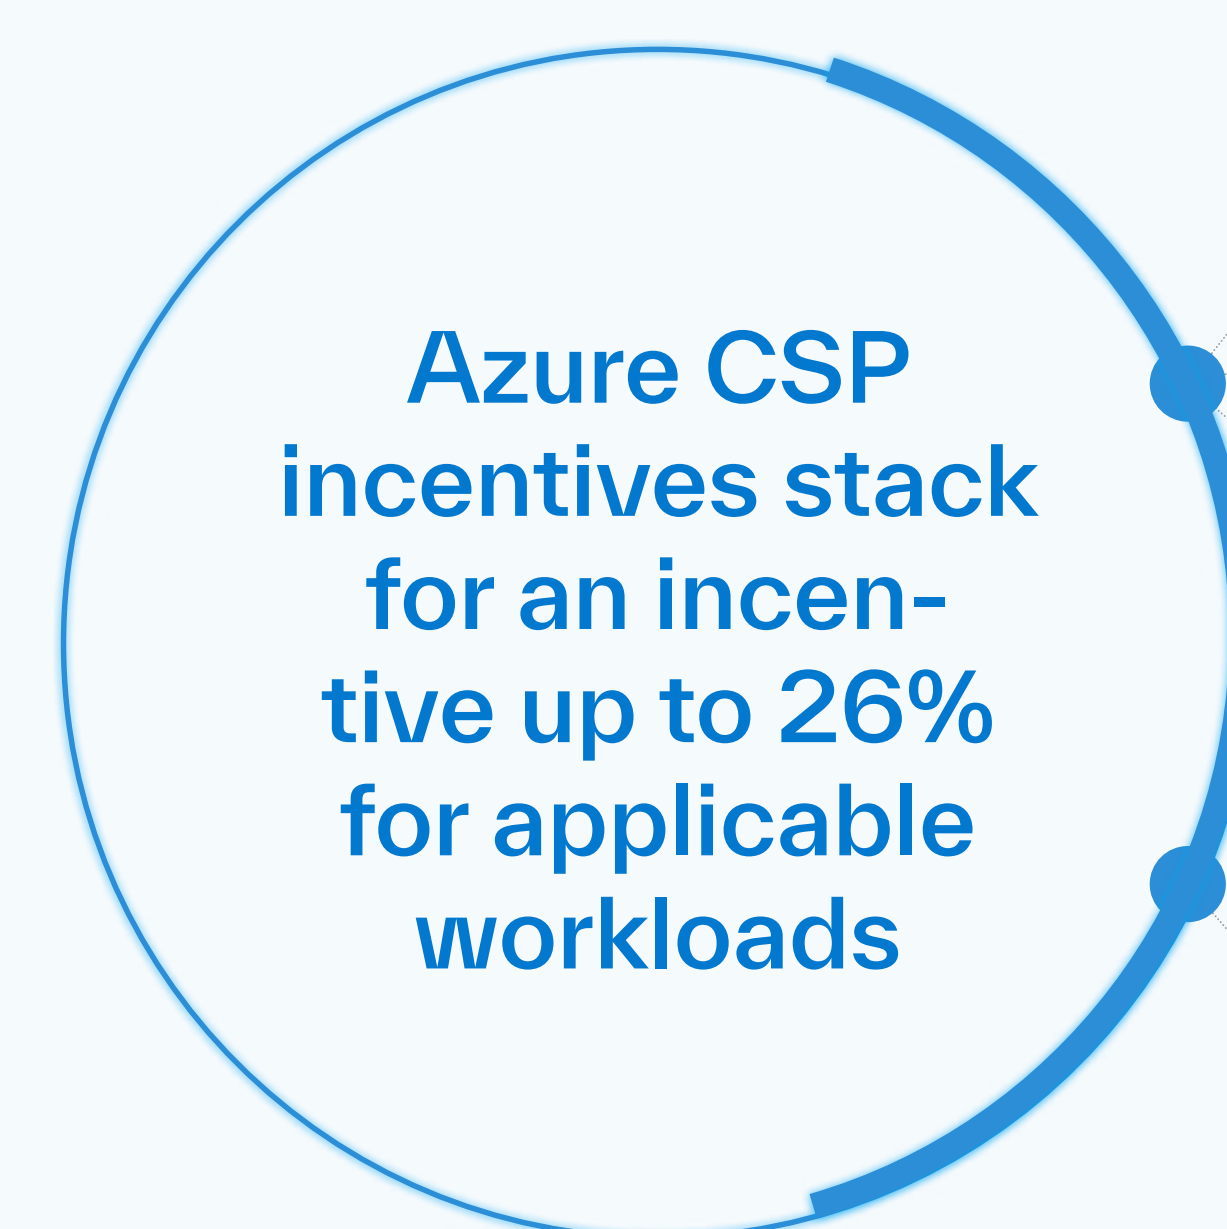 Azure CSP
incentives stack
for an incen-
tive up to 26%
for applicable
workloads